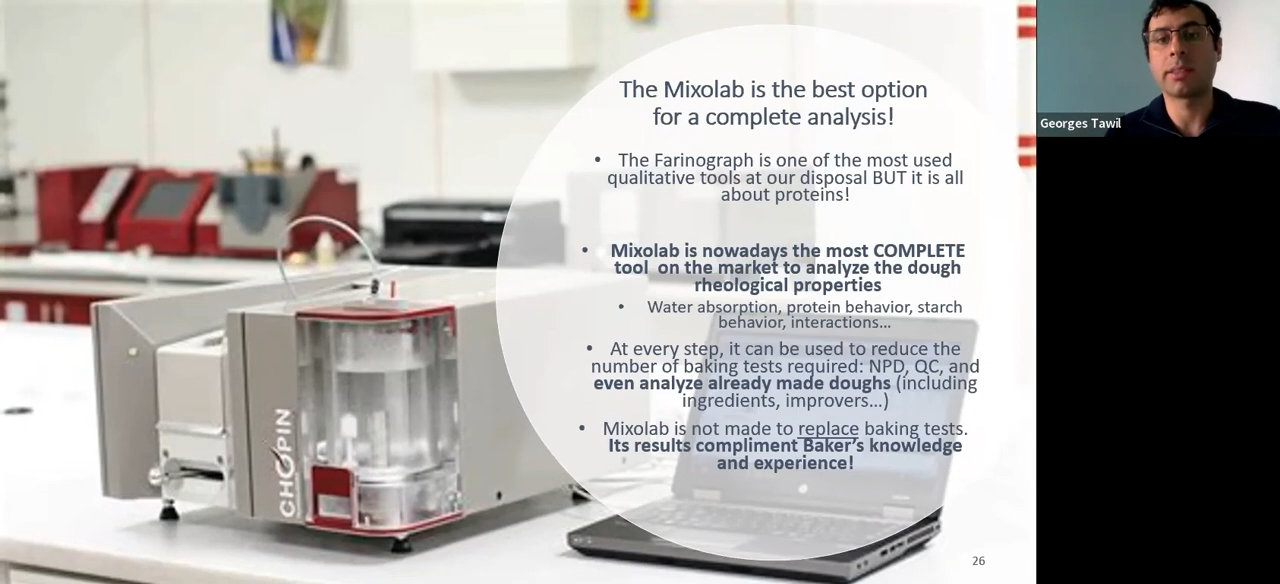 The Mixolab is the best option
for a complete analysis!
• The Farinograph is one of the most used
qualitative tools at our disposal BUT it is all
about proteins!
• Mixolab is nowadays the most COMPLETE
tool on the market to analyze the dough
rheological properties
• Water absorption, protein behavior, starch
behavior, interactions...
• At every step, it can be used to reduce the
number of baking tests required: NPD, QC, and
even analyze already made doughs (including
ingredients, improvers...)
• Mixolab is not made to replace baking tests.
Its results compliment Baker's knowledge
and experience!
CHOPIN
26
Georges Tawil